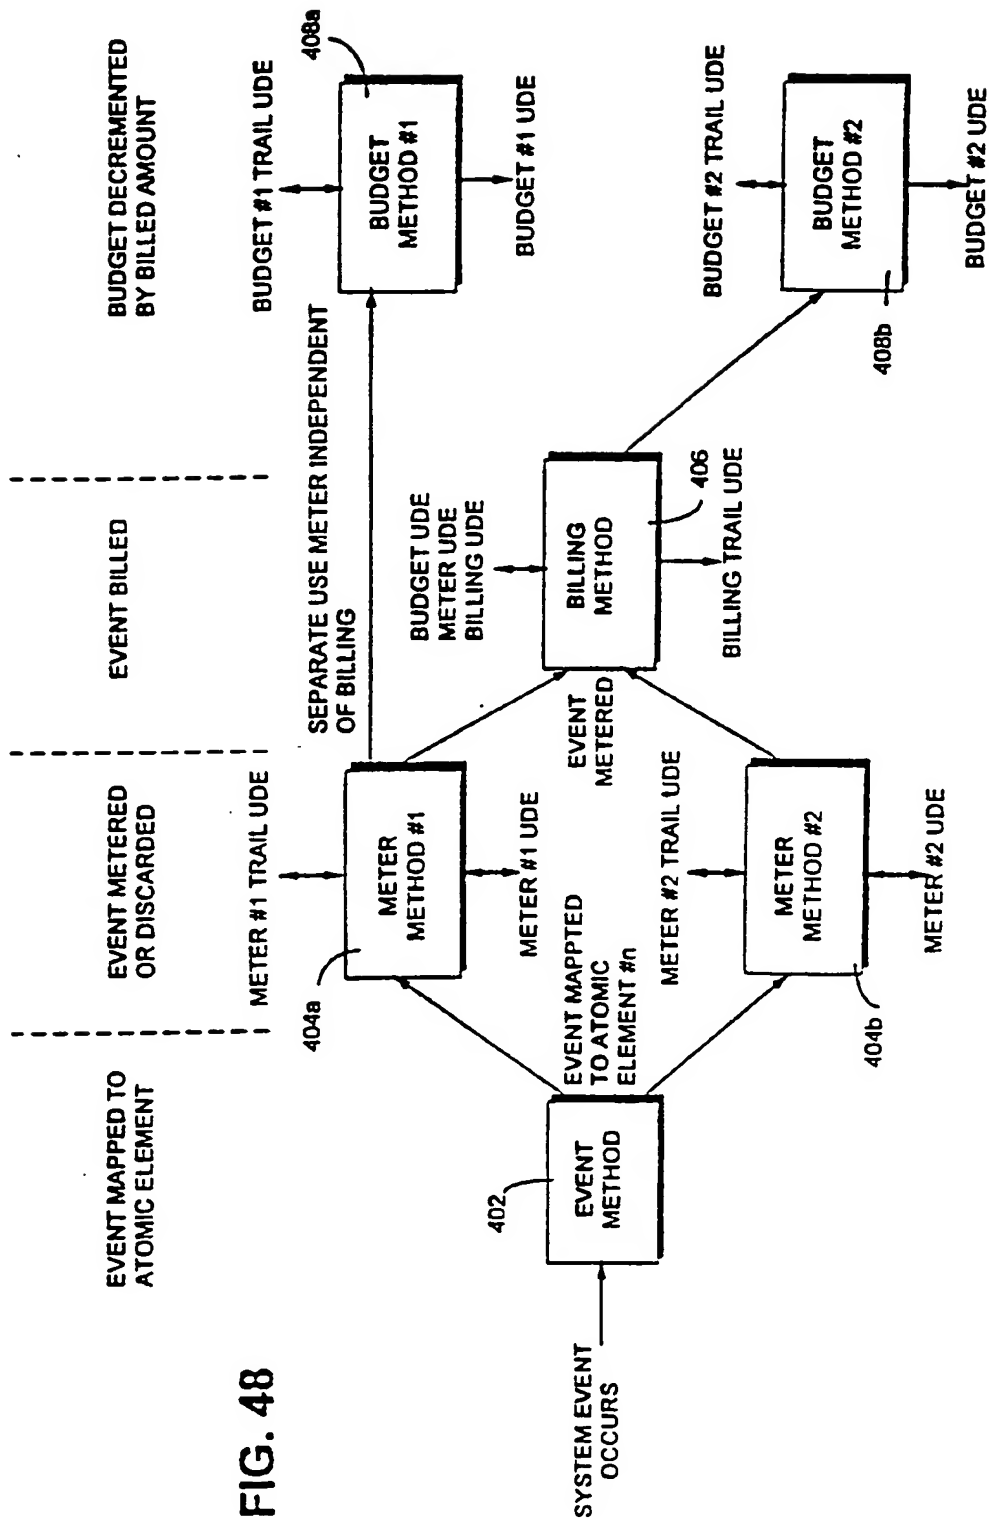 FIG. 48
EVENT MAPPED TO
ATOMIC ELEMENT
EVENT METERED
OR DISCARDED
EVENT BILLED
BUDGET DECREMENTED
BY BILLED AMOUNT
SYSTEM EVENT
OCCURS
402
EVENT
METHOD
EVENT MAPPTED
TO ATOMIC
ELEMENT #n
METER #1 TRAIL UDE
404a
METER
METHOD #1
METER #1 UDE
METER #2 TRAIL UDE
METER
METHOD #2
404b
METER #2 UDE
SEPARATE USE METER INDEPENDENT
OF BILLING
EVENT
METERED
BUDGET UDE
METER UDE
BILLING UDE
BILLING
METHOD
406
BILLING TRAIL UDE
BUDGET #1 TRAIL UDE
408a
BUDGET
METHOD #1
BUDGET #1 UDE
BUDGET #2 TRAIL UDE
BUDGET
METHOD #2
408b
BUDGET #2 UDE